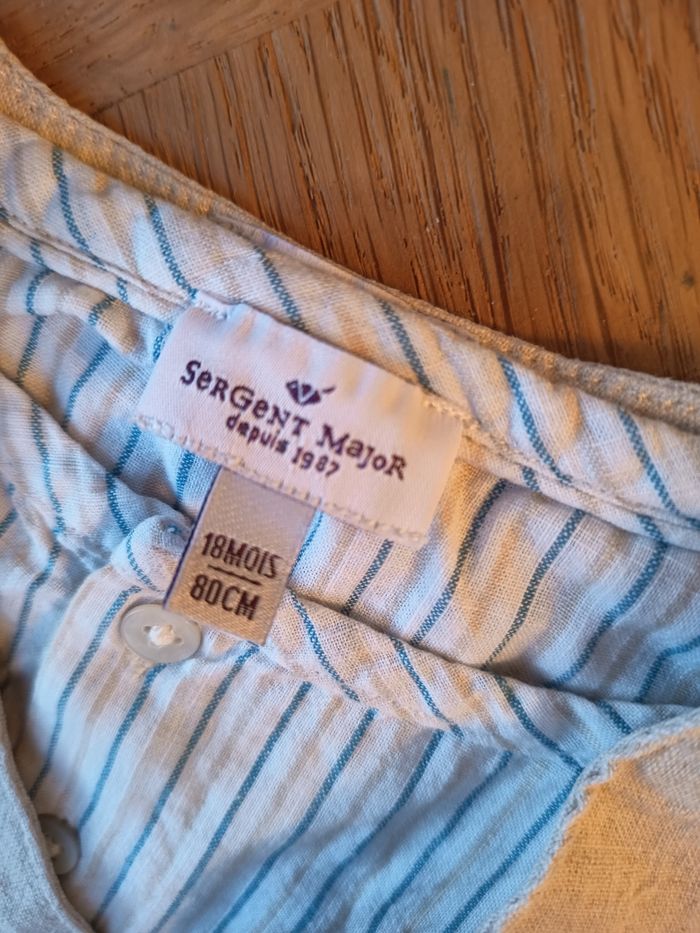 SerGeNT MaJoR
depuis 1987
18MOIS
80CM